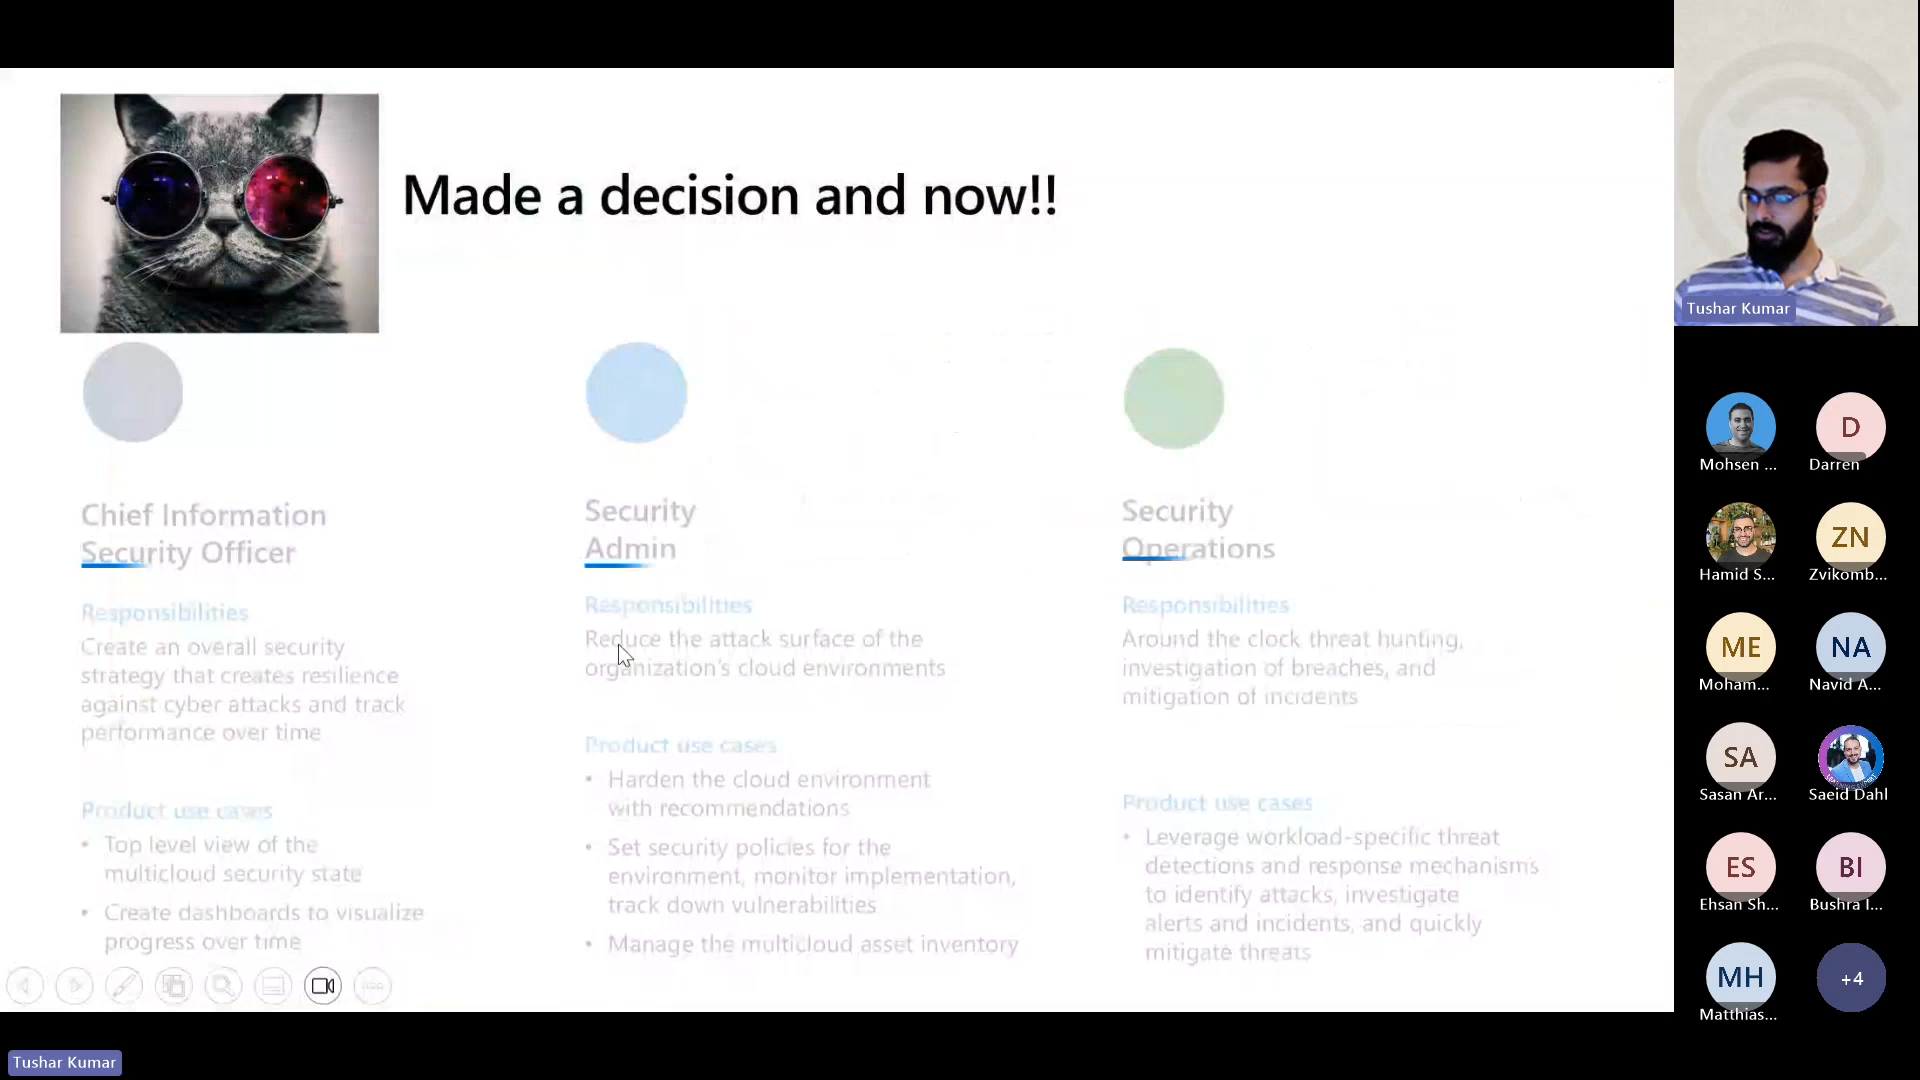 Made a decision and now!!
Chief Information
Security Officer
Responsibilities
Create an overall security
strategy that creates resilience
against cyber attacks and track
performance over time
Product use cases
• Top level view of the
multicloud security state
• Create dashboards to visualize
progress over time
Security
Admin
Responsibilities
Reduce the attack surface of the
organization's cloud environments
Product use cases
• Harden the cloud environment
with recommendations
• Set security policies for the
environment, monitor implementation,
track down vulnerabilities
• Manage the multicloud asset inventory
Security
Operations
Responsibilities
Around the clock threat hunting,
investigation of breaches, and
mitigation of incidents
Product use cases
• Leverage workload-specific threat
detections and response mechanisms
to identify attacks, investigate
alerts and incidents, and quickly
mitigate threats
Tushar Kumar
Mohsen ...
D
Darren
Hamid S...
ZN
Zvikomb...
ME
Moham...
NA
Navid A...
SA
Sasan Ar...
Saeid Dahl
ES
Ehsan Sh...
BI
Bushra I...
MH
Matthias...
+4
Tushar Kumar